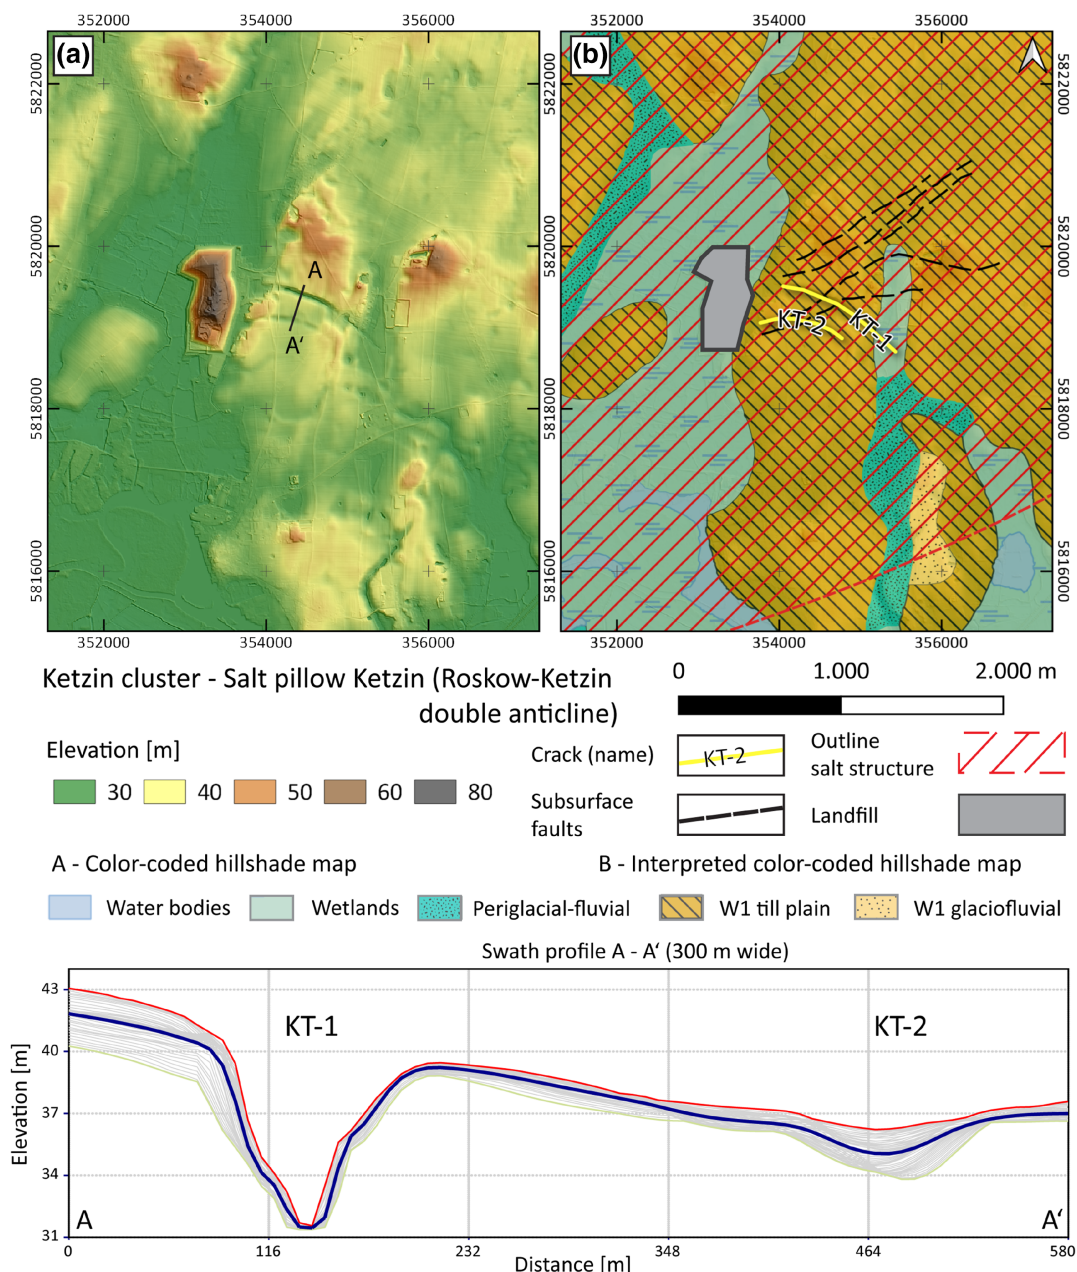 352000 354000 356000 352000 354000 356000
(a) (b)
5822000 5820000 5818000 5816000
5822000 5820000 5818000 5816000
5822000 5820000 5818000 5816000
A
A‘
KT-2
KT-1
352000 354000 356000 352000 354000 356000
Ketzin cluster - Salt pillow Ketzin (Roskow-Ketzin
double anticline)
0 1.000 2.000 m
Elevation [m]
30 40 50 60 80
Crack (name) KT-2 Outline
salt structure
Subsurface
faults
Landfill
A - Color-coded hillshade map B - Interpreted color-coded hillshade map
Water bodies Wetlands Periglacial-fluvial W1 till plain W1 glaciofluvial
Swath profile A - A‘ (300 m wide)
Elevation [m]
43
40
37
34
31
KT-1 KT-2
A A‘
0 116 232 348 464 580
Distance [m]